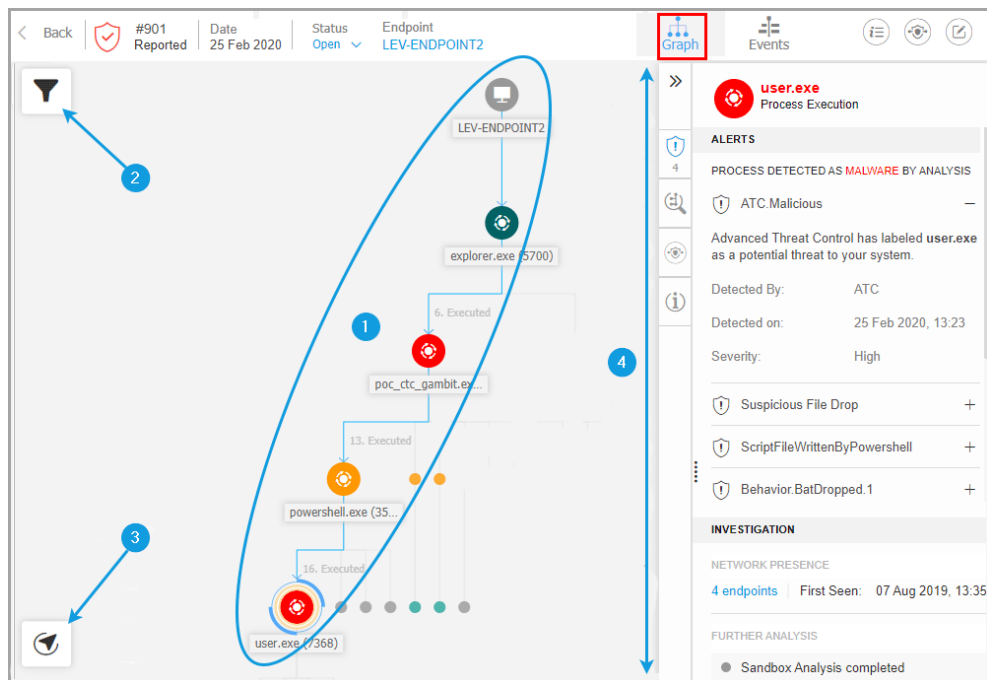 Back
#901
Reported
Date
25 Feb 2020
Status
Open
Endpoint
LEV-ENDPOINT2
Graph
Events
2
LEV-ENDPOINT2
explorer.exe (5700)
6. Executed
1
poc_ctc_gambit.ex...
4
13. Executed
powershell.exe (35...
3
16. Executed
user.exe (7368)
4
user.exe
Process Execution
ALERTS
PROCESS DETECTED AS MALWARE BY ANALYSIS
ATC.Malicious
Advanced Threat Control has labeled user.exe
as a potential threat to your system.
Detected By: ATC
Detected on: 25 Feb 2020, 13:23
Severity: High
Suspicious File Drop
ScriptFileWrittenByPowershell
Behavior.BatDropped.1
INVESTIGATION
NETWORK PRESENCE
4 endpoints First Seen: 07 Aug 2019, 13:35
FURTHER ANALYSIS
Sandbox Analysis completed